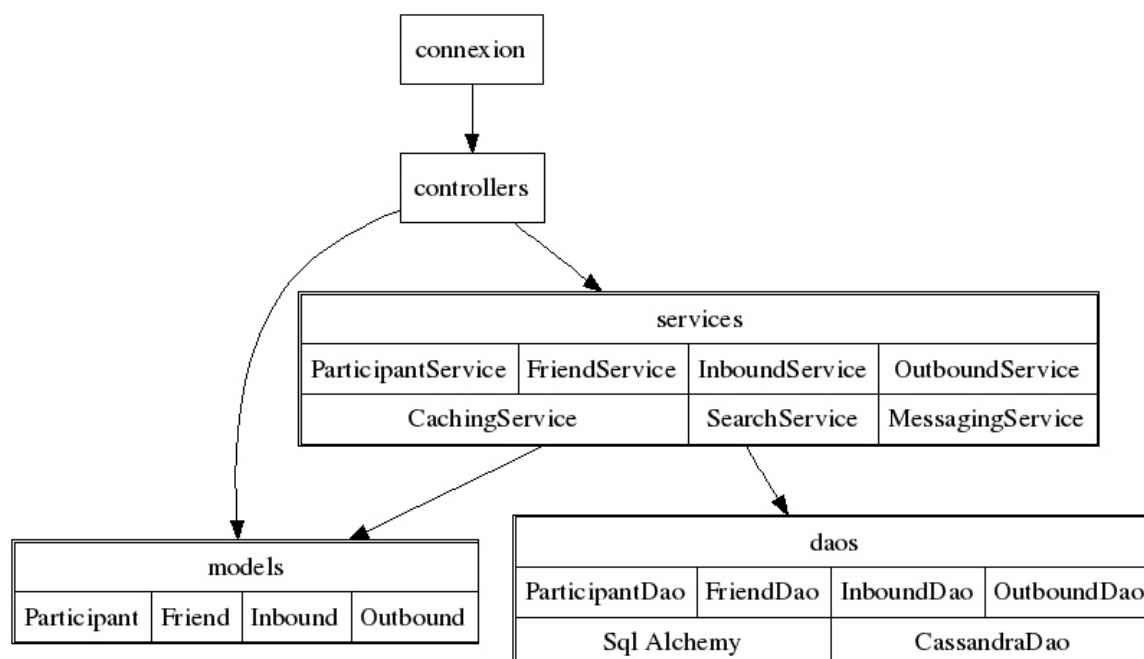 connexion
controllers
services
ParticipantService FriendService InboundService OutboundService
CachingService SearchService MessagingService
models
Participant Friend Inbound Outbound
daos
ParticipantDao FriendDao InboundDao OutboundDao
Sql Alchemy CassandraDao